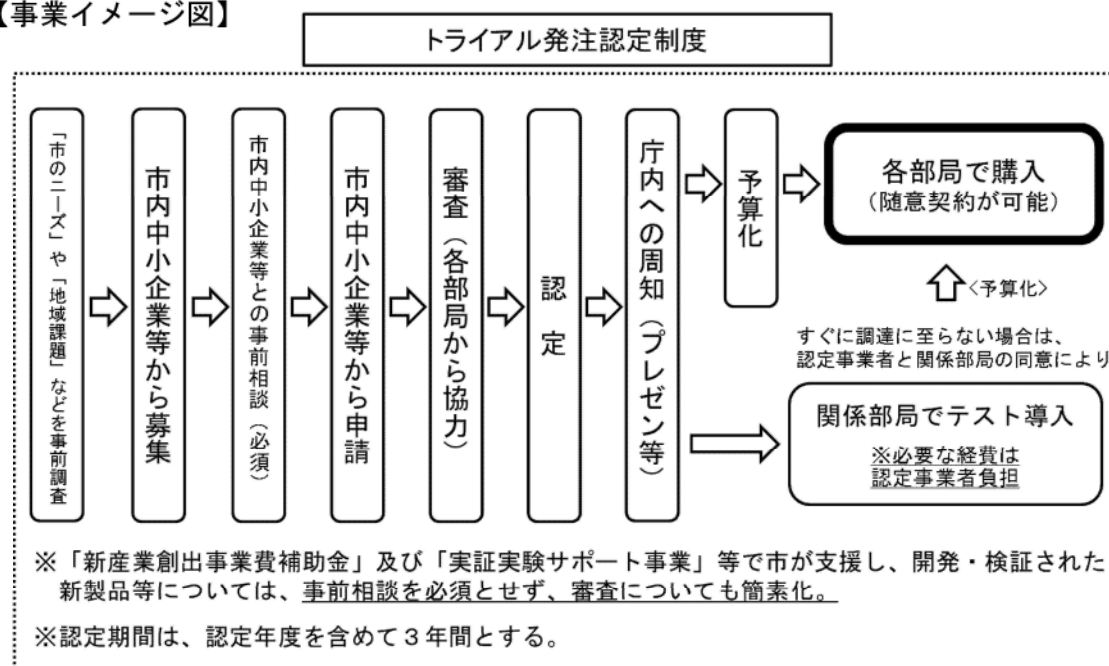 【事業イメージ図】
トライアル発注認定制度
「市のニーズ」や「地域課題」などを事前調査
市内中小企業等から募集
市内中小企業等との事前相談（必須）
市内中小企業等から申請
審査（各部局から協力）
認定
庁内への周知（プレゼン等）
予算化
各部局で購入
（随意契約が可能）
<予算化>
すぐに調達に至らない場合は、
認定事業者と関係部局の同意により
関係部局でテスト導入
※必要な経費は
認定事業者負担
※「新産業創出事業費補助金」及び「実証実験サポート事業」等で市が支援し、開発・検証された
新製品等については、事前相談を必須とせず、審査についても簡素化。
※認定期間は、認定年度を含めて３年間とする。